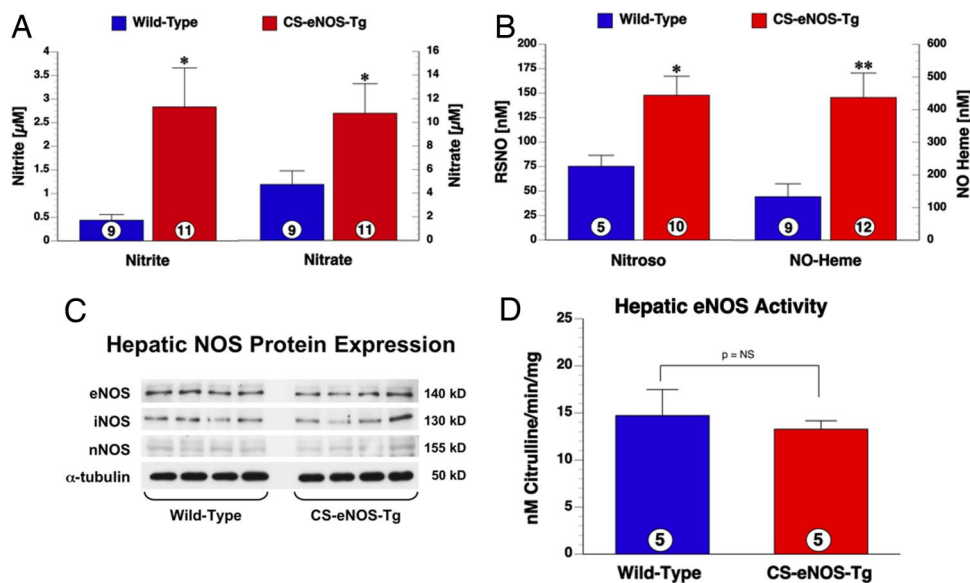 A
Wild-Type
CS-eNOS-Tg
Nitrite [µM]
4
3.5
3
2.5
2
1.5
1
0.5
0
*
*
9
11
9
11
16
14
12
10
8
6
4
2
0
Nitrate [µM]
Nitrite
Nitrate
B
Wild-Type
CS-eNOS-Tg
RSNO [nM]
200
175
150
125
100
75
50
25
0
*
**
5
10
9
12
600
500
400
300
200
100
0
NO Heme [nM]
Nitroso
NO-Heme
C
Hepatic NOS Protein Expression
eNOS
140 kD
iNOS
130 kD
nNOS
155 kD
α-tubulin
50 kD
Wild-Type
CS-eNOS-Tg
D
Hepatic eNOS Activity
nM Citrulline/min/mg
25
20
15
10
5
0
p = NS
5
5
Wild-Type
CS-eNOS-Tg